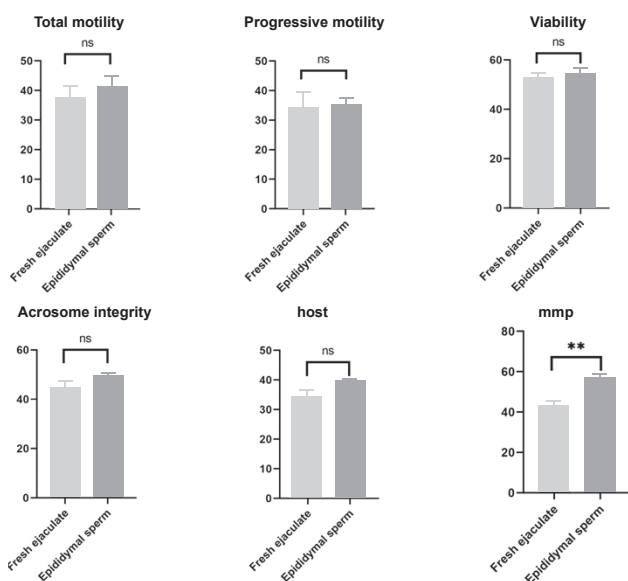 Total motility
ns
50
40
30
20
10
0
Fresh ejaculate
Epididymal sperm
Progressive motility
ns
50
40
30
20
10
0
Fresh ejaculate
Epididymal sperm
Viability
ns
60
40
20
0
Fresh ejaculate
Epididymal sperm
Acrosome integrity
ns
60
40
20
0
Fresh ejaculate
Epididymal sperm
host
ns
50
40
30
20
10
0
Fresh ejaculate
Epididymal sperm
mmp
**
80
60
40
20
0
Fresh ejaculate
Epididymal sperm